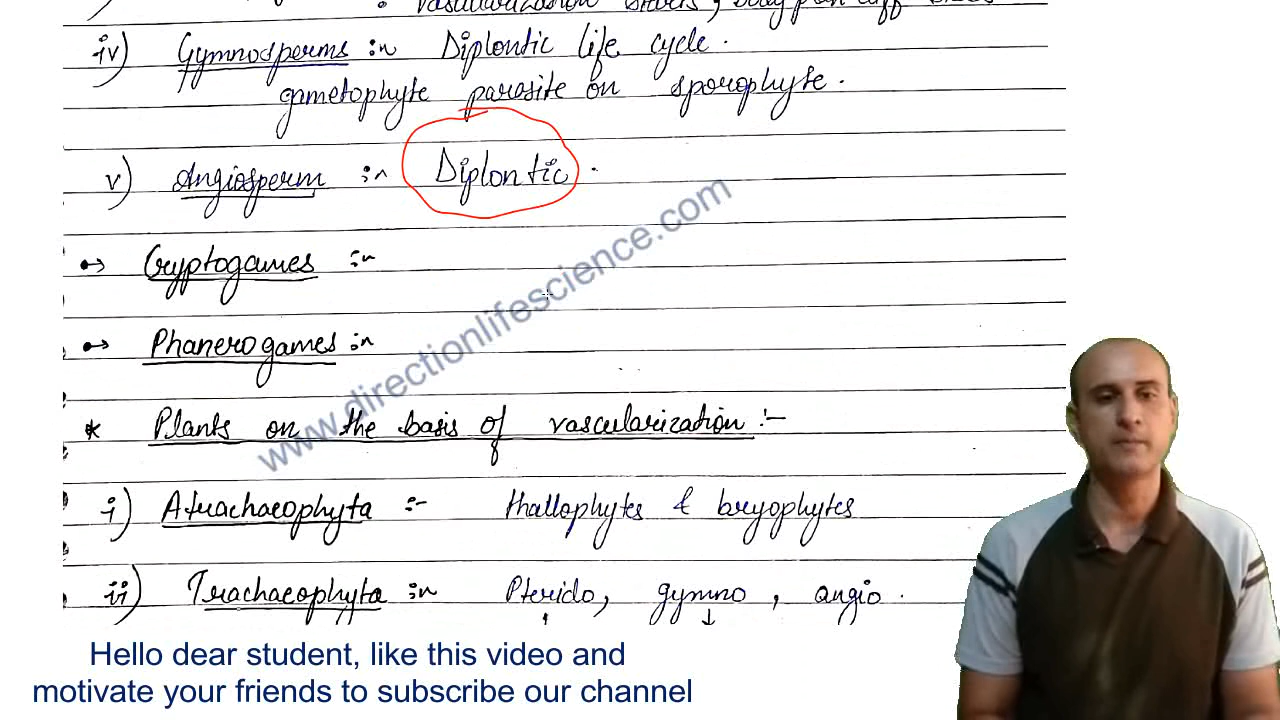 : vascularization
iv) Gymnosperms :~ Diplontic life cycle.
gametophyte parasite on sporophyte.
v) Angiosperm :~ Diplontic.
↦ Cryptogames :~
↦ Phanerogames :~
* Plants on the basis of vascularization :-
i) Atrachaeophyta :- thallophytes & bryophytes
ii) Trachaeophyta :~ Pterido, gymno, angio.
www.directionlifescience.com
Hello dear student, like this video and
motivate your friends to subscribe our channel